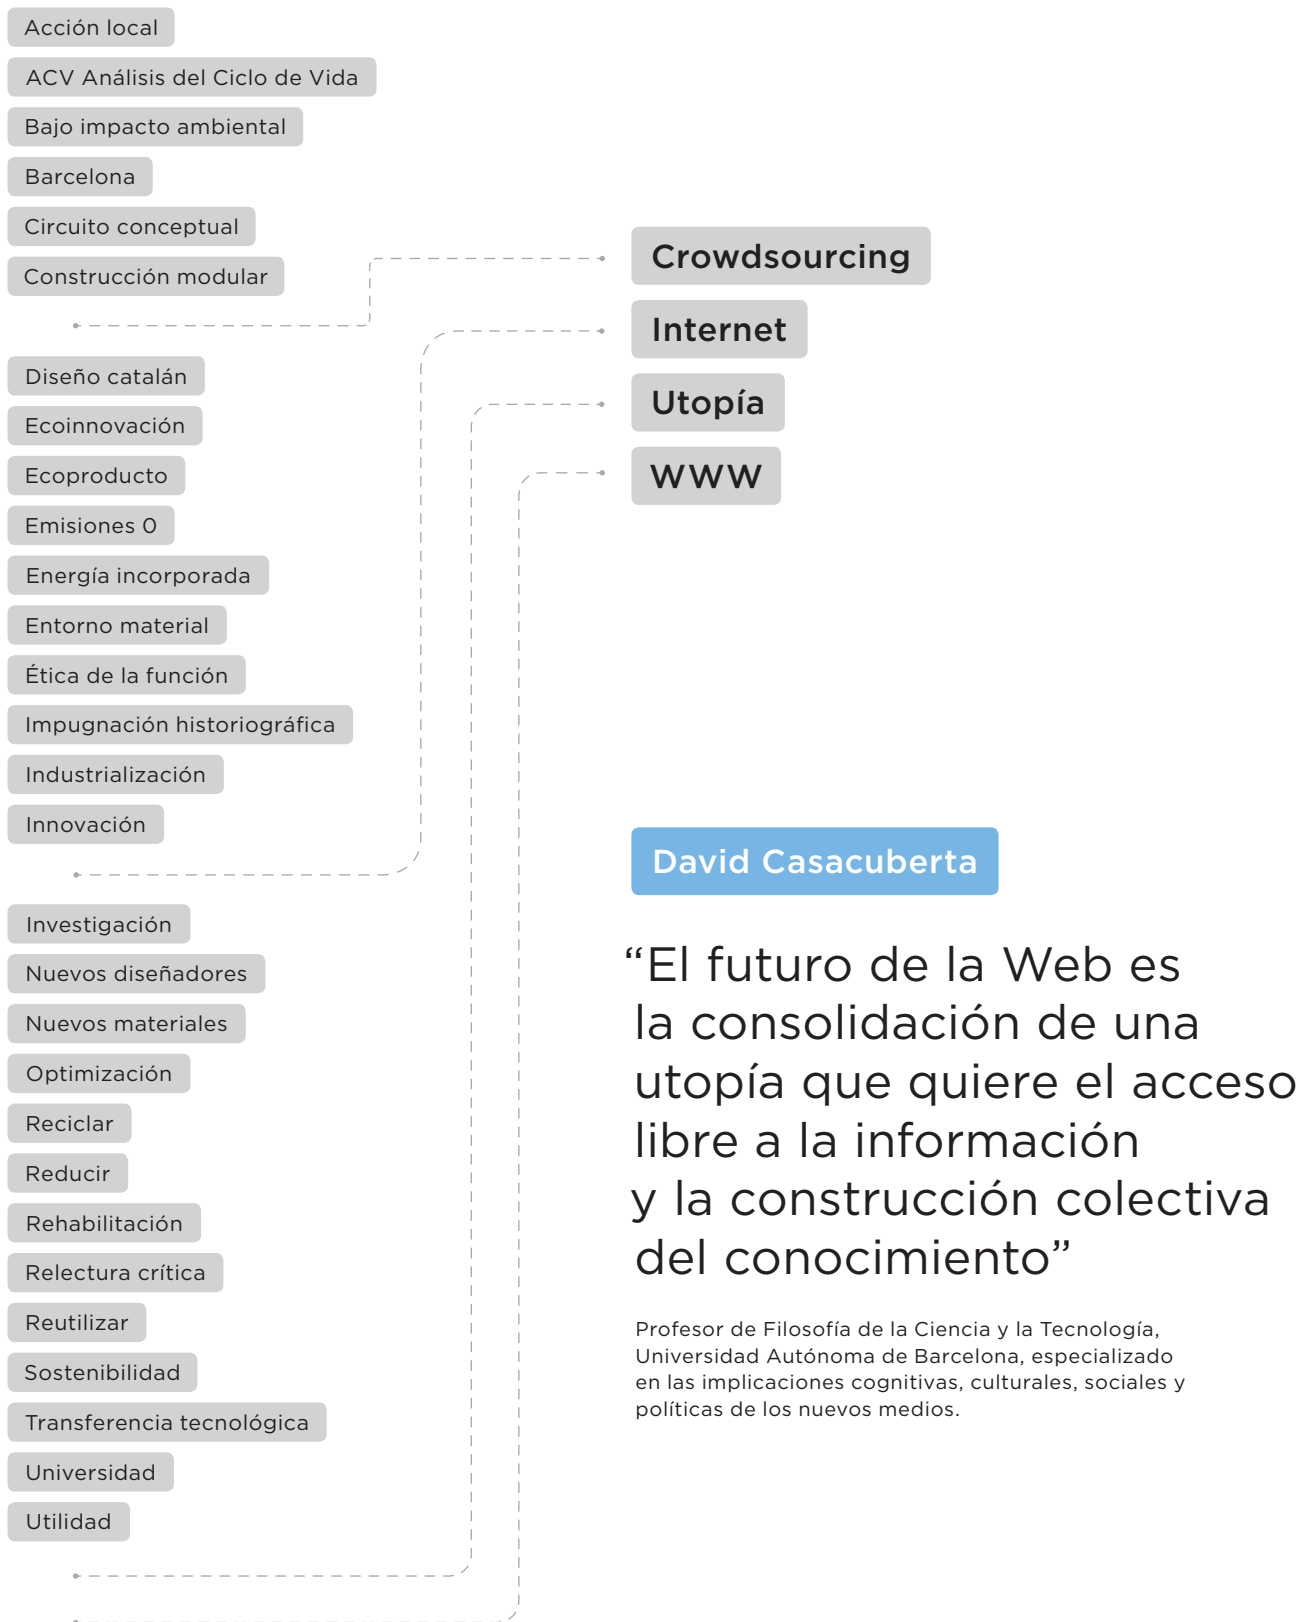 Acción local
ACV Análisis del Ciclo de Vida
Bajo impacto ambiental
Barcelona
Circuito conceptual
Construcción modular
Diseño catalán
Ecoinnovación
Ecoproducto
Emisiones 0
Energía incorporada
Entorno material
Ética de la función
Impugnación historiográfica
Industrialización
Innovación
Investigación
Nuevos diseñadores
Nuevos materiales
Optimización
Reciclar
Reducir
Rehabilitación
Relectura crítica
Reutilizar
Sostenibilidad
Transferencia tecnológica
Universidad
Utilidad
Crowdsourcing
Internet
Utopía
WWW
David Casacuberta
“El futuro de la Web es
la consolidación de una
utopía que quiere el acceso
libre a la información
y la construcción colectiva
del conocimiento”
Profesor de Filosofía de la Ciencia y la Tecnología,
Universidad Autónoma de Barcelona, especializado
en las implicaciones cognitivas, culturales, sociales y
políticas de los nuevos medios.